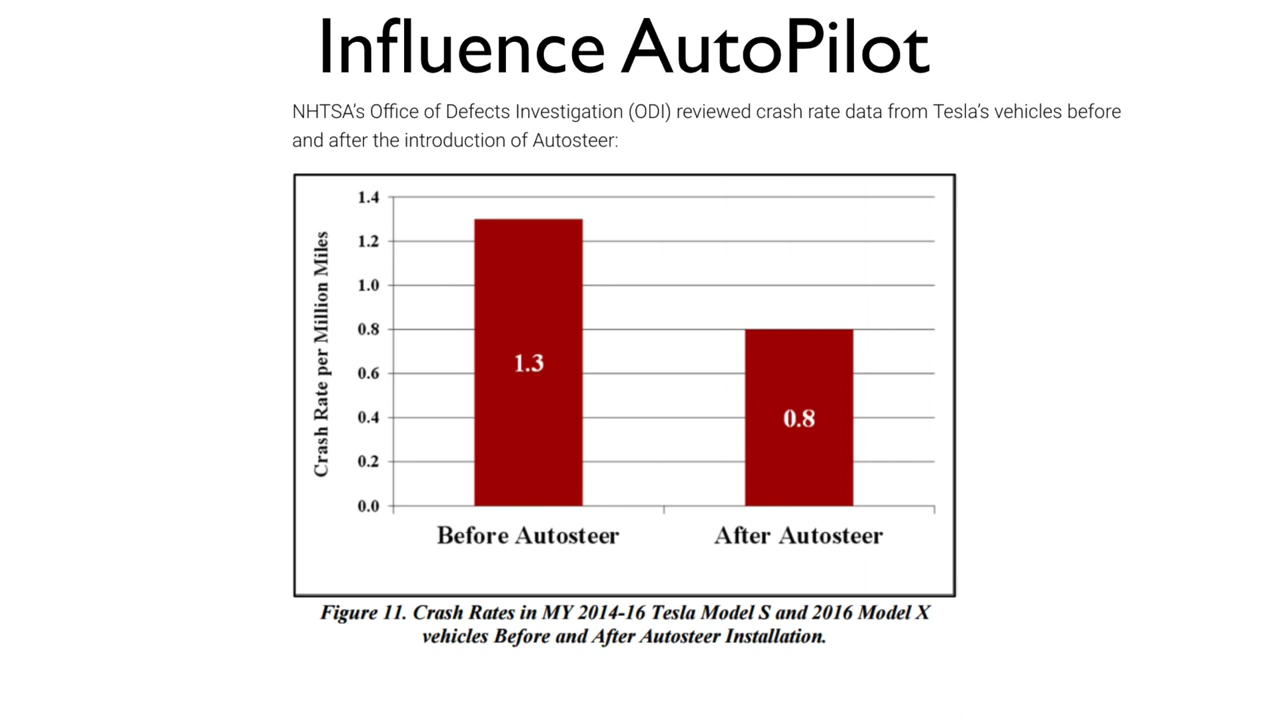 Influence AutoPilot
NHTSA’s Office of Defects Investigation (ODI) reviewed crash rate data from Tesla’s vehicles before
and after the introduction of Autosteer:
Crash Rate per Million Miles
1.4
1.2
1.0
0.8
0.6
0.4
0.2
0.0
1.3
0.8
Before Autosteer
After Autosteer
Figure 11. Crash Rates in MY 2014-16 Tesla Model S and 2016 Model X
vehicles Before and After Autosteer Installation.